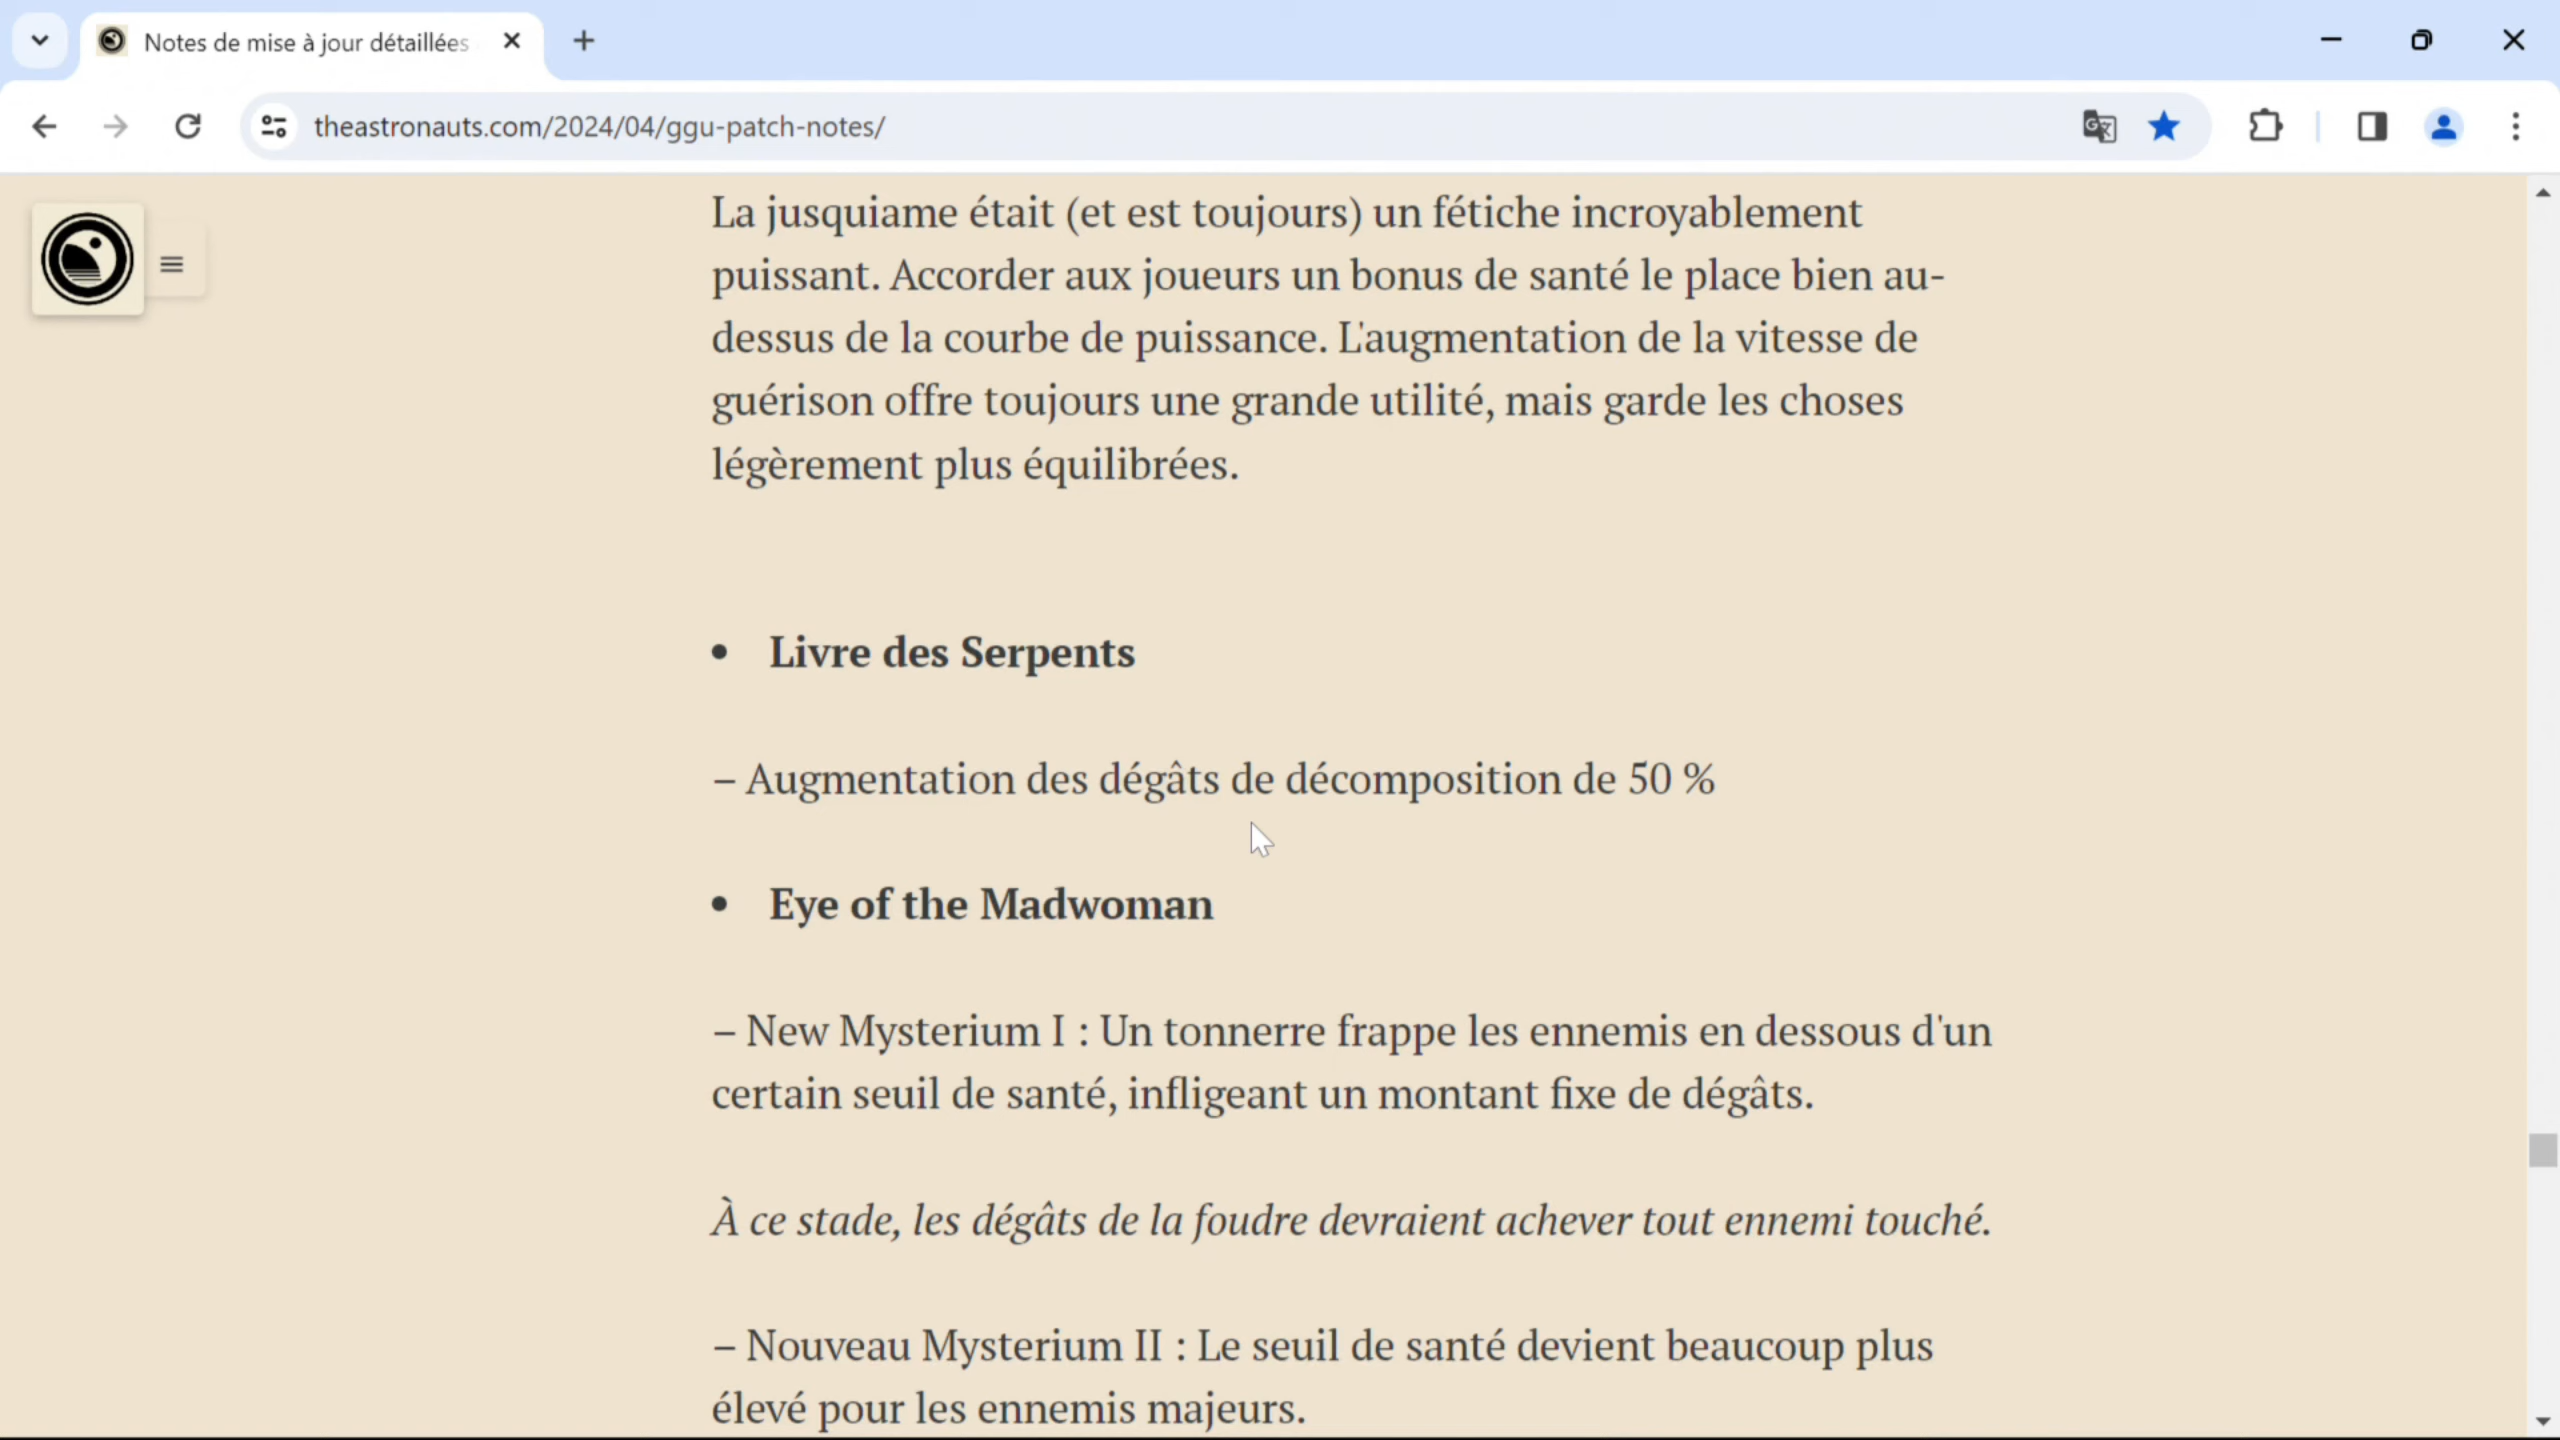 Notes de mise à jour détaillées
theastronauts.com/2024/04/ggu-patch-notes/
La jusquiame était (et est toujours) un fétiche incroyablement
puissant. Accorder aux joueurs un bonus de santé le place bien au-
dessus de la courbe de puissance. L'augmentation de la vitesse de
guérison offre toujours une grande utilité, mais garde les choses
légèrement plus équilibrées.
• Livre des Serpents
– Augmentation des dégâts de décomposition de 50 %
• Eye of the Madwoman
– New Mysterium I : Un tonnerre frappe les ennemis en dessous d'un
certain seuil de santé, infligeant un montant fixe de dégâts.
À ce stade, les dégâts de la foudre devraient achever tout ennemi touché.
– Nouveau Mysterium II : Le seuil de santé devient beaucoup plus
élevé pour les ennemis majeurs.